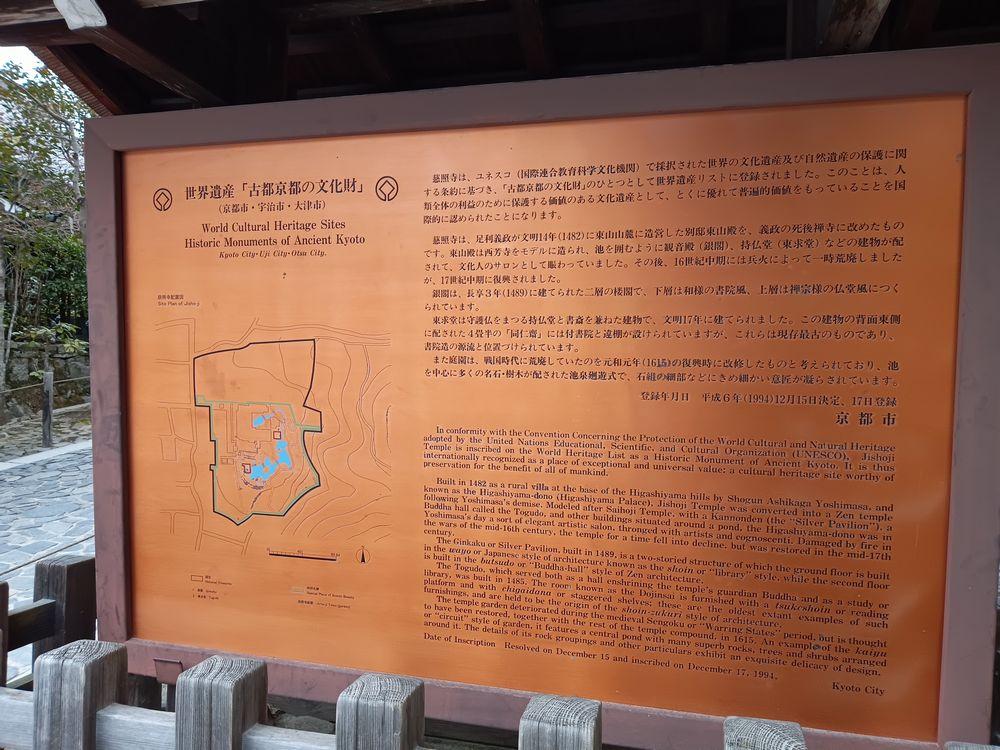 世界遺産「古都京都の文化財」
(京都市・宇治市・大津市)
World Cultural Heritage Sites
Historic Monuments of Ancient Kyoto
Kyoto City・Uji City・Otsu City.
慈照寺配置図
Site Plan of Jisho-ji
慈照寺は、ユネスコ(国際連合教育科学文化機関)で採択された世界の文化遺産及び自然遺産の保護に関
する条約に基づき、「古都京都の文化財」のひとつとして世界遺産リストに登録されました。このことは、人
類全体の利益のために保護する価値のある文化遺産として、とくに優れて普遍的価値をもっていることを国
際的に認められたことになります。
慈照寺は、足利義政が文明14年(1482)に東山山麓に造営した別邸東山殿を、義政の死後禅寺に改めたもの
です。東山殿は西芳寺をモデルに造られ、池を囲むように観音殿(銀閣)、持仏堂(東求堂)などの建物が配
されて、文化人のサロンとして賑わっていました。その後、16世紀中期には兵火によって一時荒廃しました
が、17世紀中期に復興されました。
銀閣は、長享3年(1489)に建てられた二層の楼閣で、下層は和様の書院風、上層は禅宗様の仏堂風につく
られています。
東求堂は守護仏をまつる持仏堂と書斎を兼ねた建物で、文明17年に建てられました。この建物の背面東側
に配された4畳半の「同仁斎」には付書院と違棚が設けられていますが、これらは現存最古のものであり、
書院造の源流と位置づけられています。
また庭園は、戦国時代に荒廃していたのを元和元年(1615)の復興時に改修したものと考えられており、池
を中心に多くの名石・樹木が配された池泉廻遊式で、石組の細部などにきめ細かい意匠が凝らされています。
登録年月日 平成6年(1994)12月15日決定、17日登録
京都市
In conformity with the Convention Concerning the Protection of the World Cultural and Natural Heritage
adopted by the United Nations Educational, Scientific, and Cultural Organization (UNESCO), Jishoji
Temple is inscribed on the World Heritage List as a Historic Monument of Ancient Kyoto. It is thus
internationally recognized as a place of exceptional and universal value: a cultural heritage site worthy of
preservation for the benefit of all of mankind.
Built in 1482 as a rural villa at the base of the Higashiyama hills by Shogun Ashikaga Yoshimasa, and
known as the Higashiyama-dono (Higashiyama Palace), Jishoji Temple was converted into a Zen temple
following Yoshimasa's demise. Modeled after Saihoji Temple, with a Kannonden (the "Silver Pavilion"), a
Buddha hall called the Togudo, and other buildings situated around a pond, the Higashiyama-dono was in
Yoshimasa's day a sort of elegant artistic salon, thronged with artists and cognoscenti. Damaged by fire in
the wars of the mid-16th century, the temple for a time fell into decline, but was restored in the mid-17th
century.
The Ginkaku or Silver Pavilion, built in 1489, is a two-storied structure of which the ground floor is built
in the wayo or Japanese style of architecture known as the shoin or "library" style, while the second floor
is built in the butsudo or "Buddha-hall" style of Zen architecture.
The Togudo, which served both as a hall enshrining the temple's guardian Buddha and as a study or
library, was built in 1485. The room known as the Dojinsai is furnished with a tsukeshoin or reading
platform and with chigaidana or staggered shelves; these are the oldest extant examples of such
furnishings, and are held to be the origin of the shoin-zukuri style of architecture.
The temple garden deteriorated during the medieval Sengoku or "Warring States" period, but is thought
to have been restored, together with the rest of the temple compound, in 1615. An example of the kaiyu
or "circuit" style of garden, it features a central pond with many superb rocks, trees and shrubs arranged
around it. The details of its rock groupings and other particulars exhibit an exquisite delicacy of design.
Date of Inscription Resolved on December 15 and inscribed on December 17, 1994.
Kyoto City